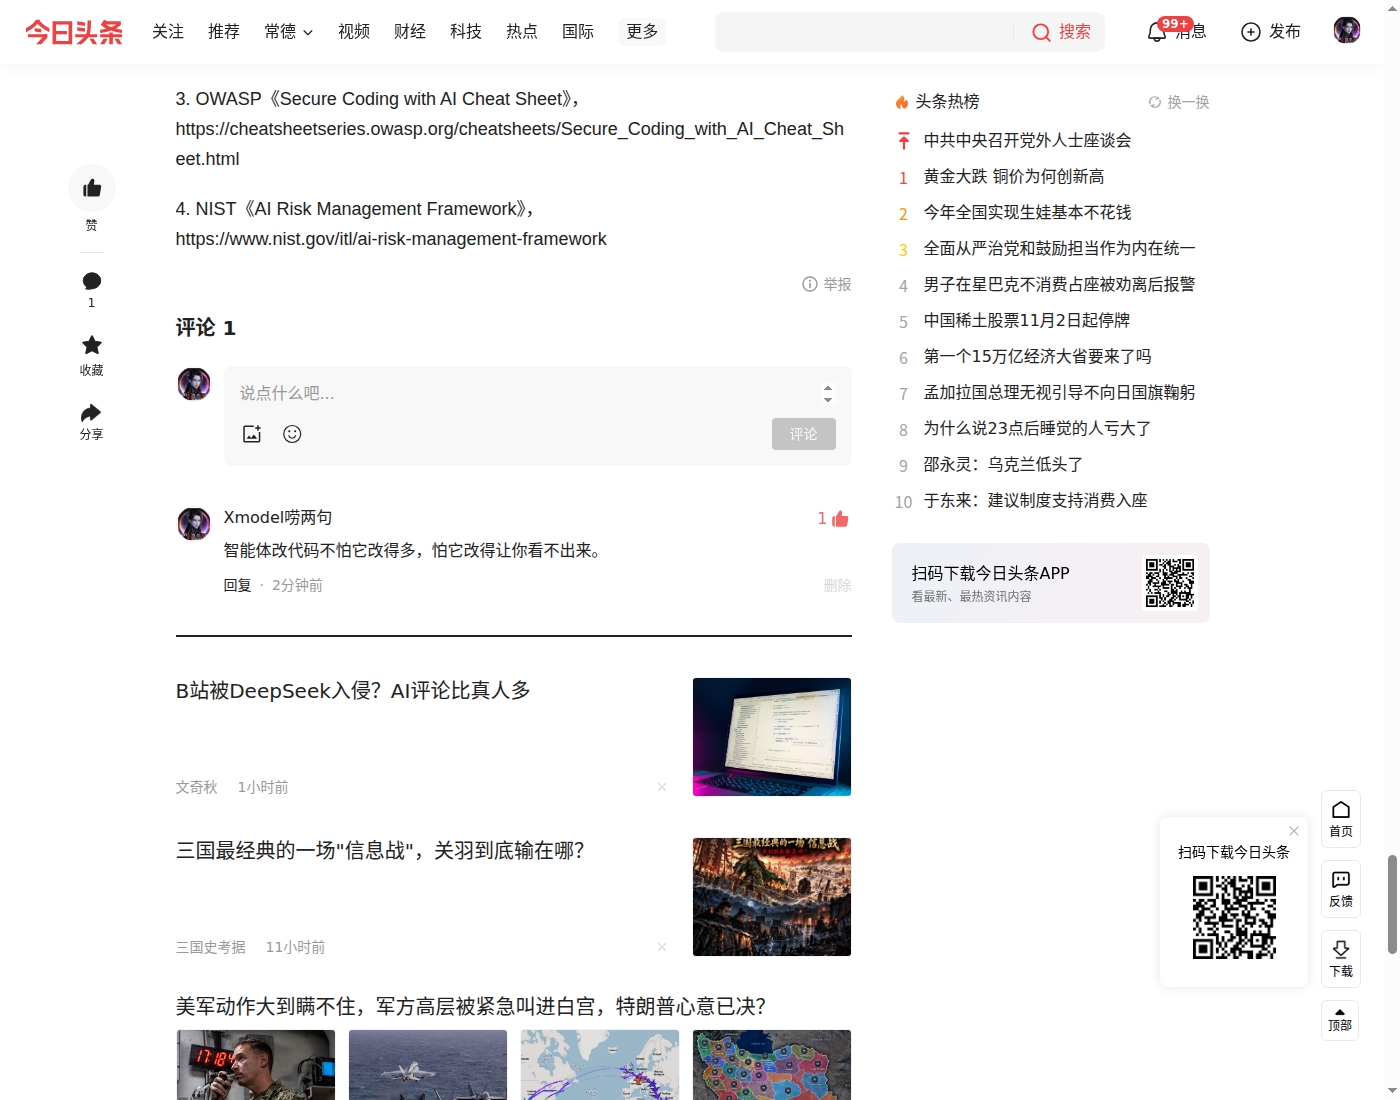 今日头条
关注
推荐
常德
视频
财经
科技
热点
国际
更多
搜索
99+
消息
发布
3. OWASP《Secure Coding with AI Cheat Sheet》,
https://cheatsheetseries.owasp.org/cheatsheets/Secure_Coding_with_AI_Cheat_Sh
eet.html
4. NIST《AI Risk Management Framework》,
https://www.nist.gov/itl/ai-risk-management-framework
举报
赞
1
收藏
分享
评论 1
说点什么吧...
评论
Xmodel唠两句
1
智能体改代码不怕它改得多，怕它改得让你看不出来。
回复 · 2分钟前
删除
B站被DeepSeek入侵？AI评论比真人多
文奇秋 1小时前
三国最经典的一场"信息战"，关羽到底输在哪？
三国最经典的一场信息战
三国史考据 11小时前
美军动作大到瞒不住，军方高层被紧急叫进白宫，特朗普心意已决？
17:18
头条热榜
换一换
中共中央召开党外人士座谈会
1 黄金大跌 铜价为何创新高
2 今年全国实现生娃基本不花钱
3 全面从严治党和鼓励担当作为内在统一
4 男子在星巴克不消费占座被劝离后报警
5 中国稀土股票11月2日起停牌
6 第一个15万亿经济大省要来了吗
7 孟加拉国总理无视引导不向日国旗鞠躬
8 为什么说23点后睡觉的人亏大了
9 邵永灵：乌克兰低头了
10 于东来：建议制度支持消费入座
扫码下载今日头条APP
看最新、最热资讯内容
扫码下载今日头条
首页
反馈
下载
顶部